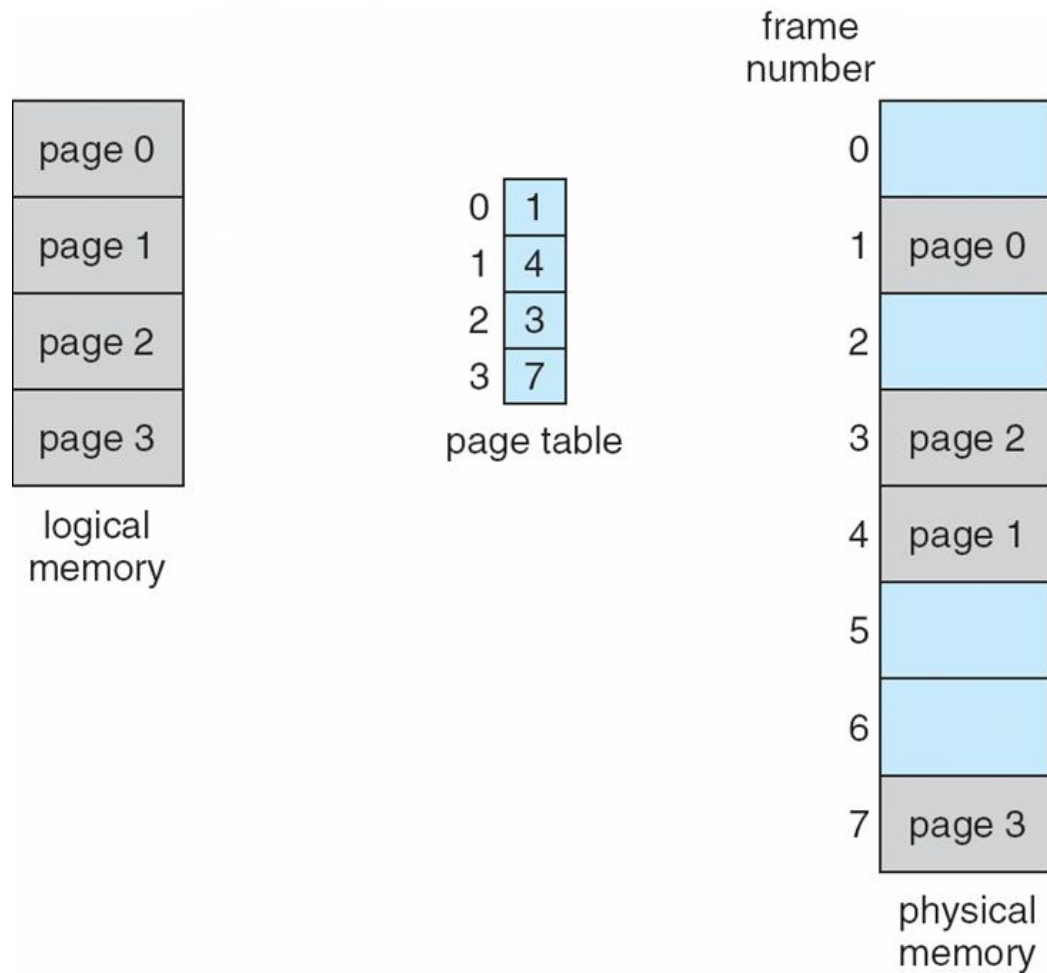 page 0
page 1
page 2
page 3
logical
memory
0 1
1 4
2 3
3 7
page table
frame
number
0
1 page 0
2
3 page 2
4 page 1
5
6
7 page 3
physical
memory